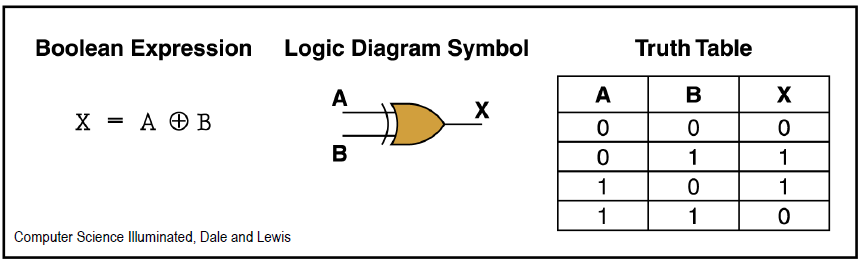 Boolean Expression
Logic Diagram Symbol
Truth Table
X = A ⊕ B
A
B
X
A B X
0 0 0
0 1 1
1 0 1
1 1 0
Computer Science Illuminated, Dale and Lewis